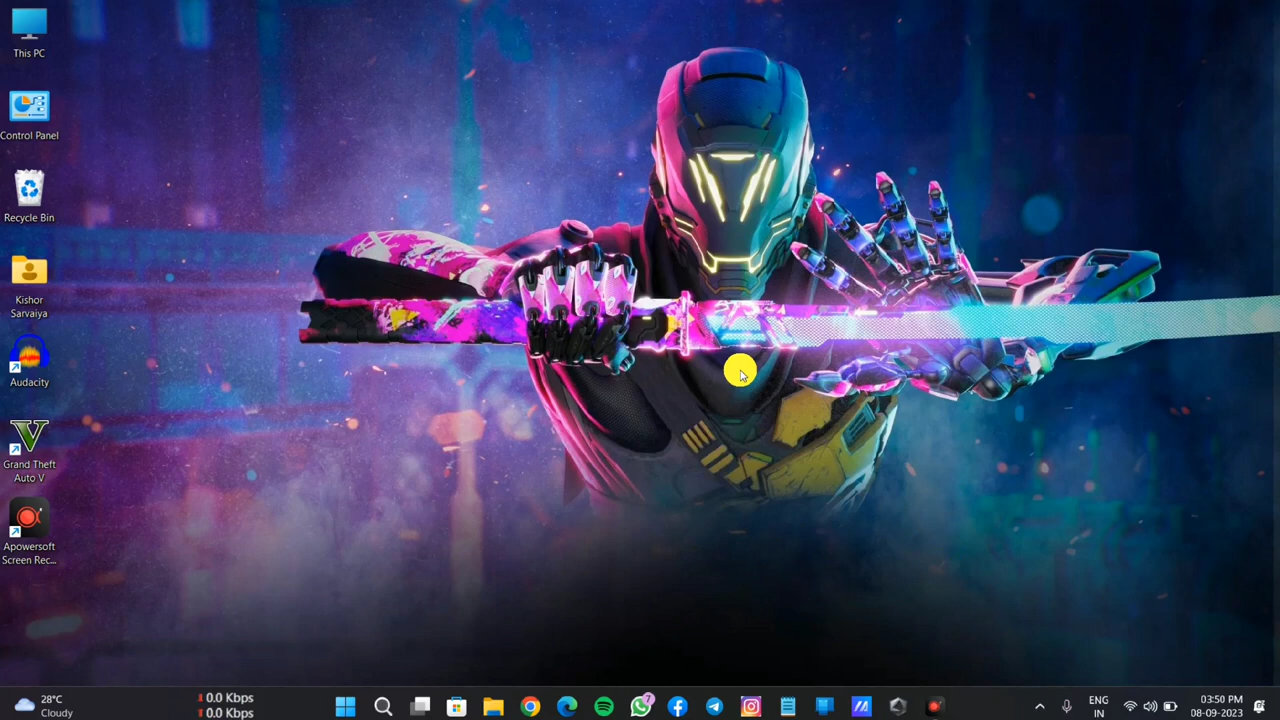 This PC
Control Panel
Recycle Bin
Kishor
Sarvaiya
Audacity
Grand Theft
Auto V
Apowersoft
Screen Rec...
28°C
Cloudy
0.0 Kbps
0.0 Kbps
7
ENG
IN
03:50 PM
08-09-2023